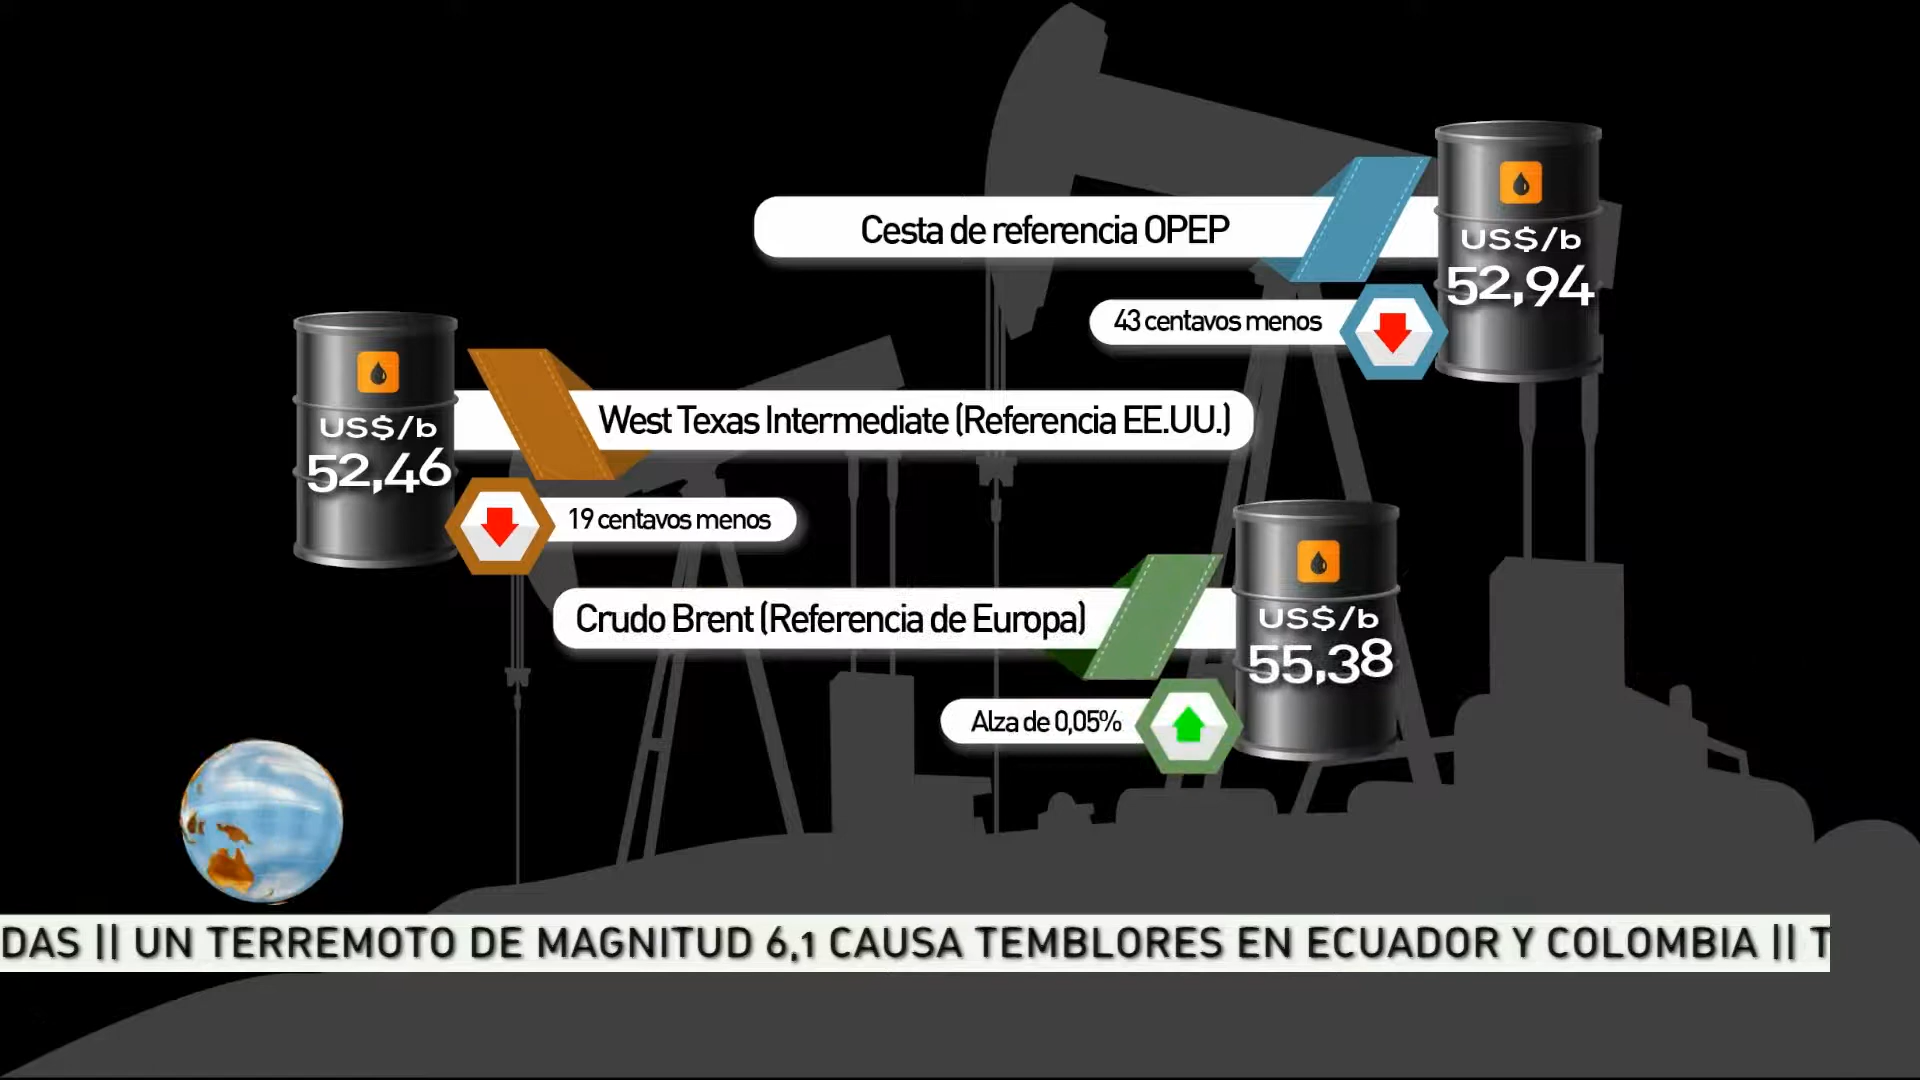 Cesta de referencia OPEP
US$/b
52,94
43 centavos menos
US$/b
52,46
West Texas Intermediate (Referencia EE.UU.)
19 centavos menos
Crudo Brent (Referencia de Europa)
US$/b
55,38
Alza de 0,05%
DAS || UN TERREMOTO DE MAGNITUD 6,1 CAUSA TEMBLORES EN ECUADOR Y COLOMBIA || T